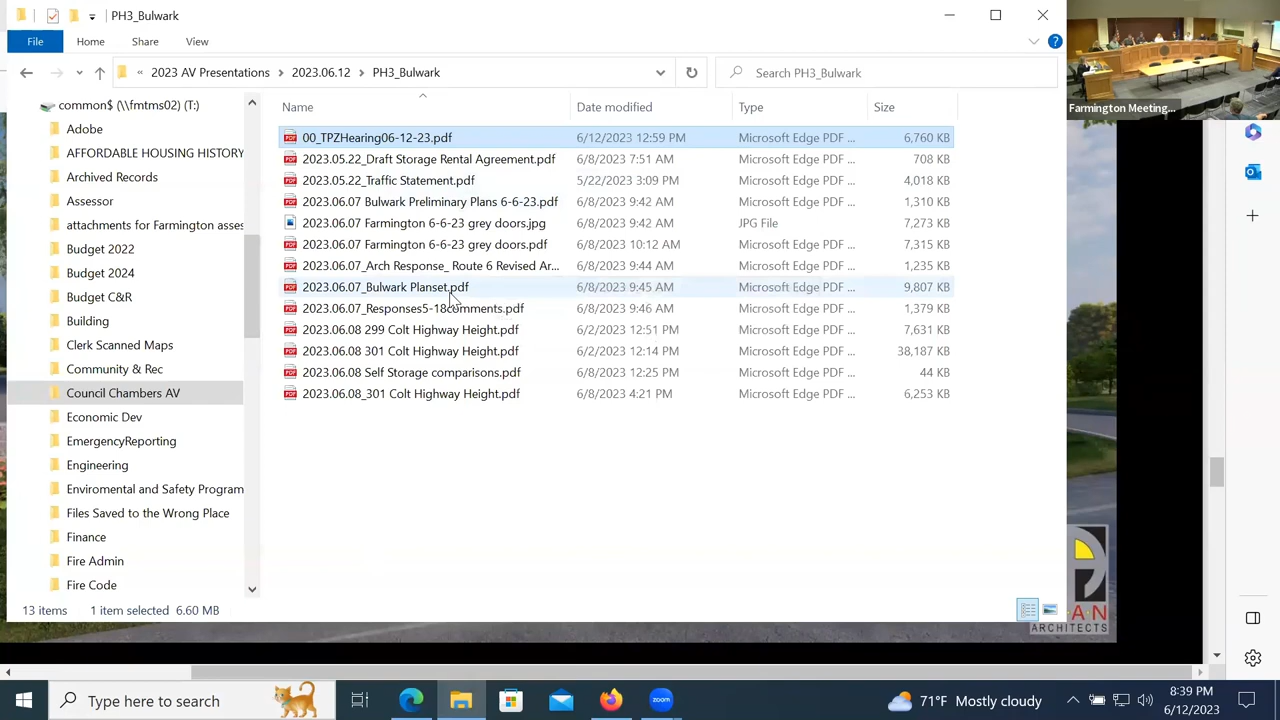 PH3_Bulwark
File Home Share View
« 2023 AV Presentations > 2023.06.12 > PH3_Bulwark
Search PH3_Bulwark
Farmington Meeting...
common$ (\\fmtms02) (T:)
Adobe
AFFORDABLE HOUSING HISTORY
Archived Records
Assessor
attachments for Farmington asses
Budget 2022
Budget 2024
Budget C&R
Building
Clerk Scanned Maps
Community & Rec
Council Chambers AV
Economic Dev
EmergencyReporting
Engineering
Enviromental and Safety Program
Files Saved to the Wrong Place
Finance
Fire Admin
Fire Code
Name Date modified Type Size
00_TPZHearing06-12-23.pdf 6/12/2023 12:59 PM Microsoft Edge PDF ... 6,760 KB
2023.05.22_Draft Storage Rental Agreement.pdf 6/8/2023 7:51 AM Microsoft Edge PDF ... 708 KB
2023.05.22_Traffic Statement.pdf 5/22/2023 3:09 PM Microsoft Edge PDF ... 4,018 KB
2023.06.07 Bulwark Preliminary Plans 6-6-23.pdf 6/8/2023 9:42 AM Microsoft Edge PDF ... 1,310 KB
2023.06.07 Farmington 6-6-23 grey doors.jpg 6/8/2023 9:42 AM JPG File 7,273 KB
2023.06.07 Farmington 6-6-23 grey doors.pdf 6/8/2023 10:12 AM Microsoft Edge PDF ... 7,315 KB
2023.06.07_Arch Response_ Route 6 Revised Ar... 6/8/2023 9:44 AM Microsoft Edge PDF ... 1,235 KB
2023.06.07_Bulwark Planset.pdf 6/8/2023 9:45 AM Microsoft Edge PDF ... 9,807 KB
2023.06.07_Responses5-18comments.pdf 6/8/2023 9:46 AM Microsoft Edge PDF ... 1,379 KB
2023.06.08 299 Colt Highway Height.pdf 6/2/2023 12:51 PM Microsoft Edge PDF ... 7,631 KB
2023.06.08 301 Colt Highway Height.pdf 6/2/2023 12:14 PM Microsoft Edge PDF ... 38,187 KB
2023.06.08 Self Storage comparisons.pdf 6/8/2023 12:25 PM Microsoft Edge PDF ... 44 KB
2023.06.08_301 Colt Highway Height.pdf 6/8/2023 4:21 PM Microsoft Edge PDF ... 6,253 KB
13 items 1 item selected 6.60 MB
ARCHITECTS
Type here to search
zoom
71°F Mostly cloudy
8:39 PM
6/12/2023